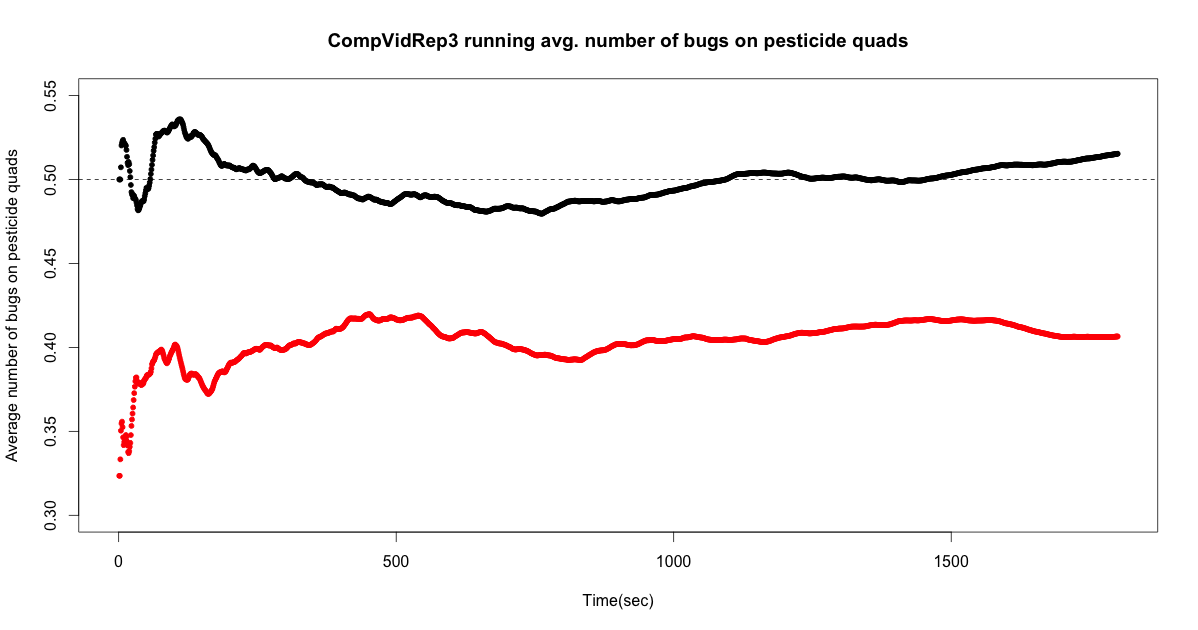 CompVidRep3 running avg. number of bugs on pesticide quads
Average number of bugs on pesticide quads
0.55
0.50
0.45
0.40
0.35
0.30
0 500 1000 1500
Time(sec)